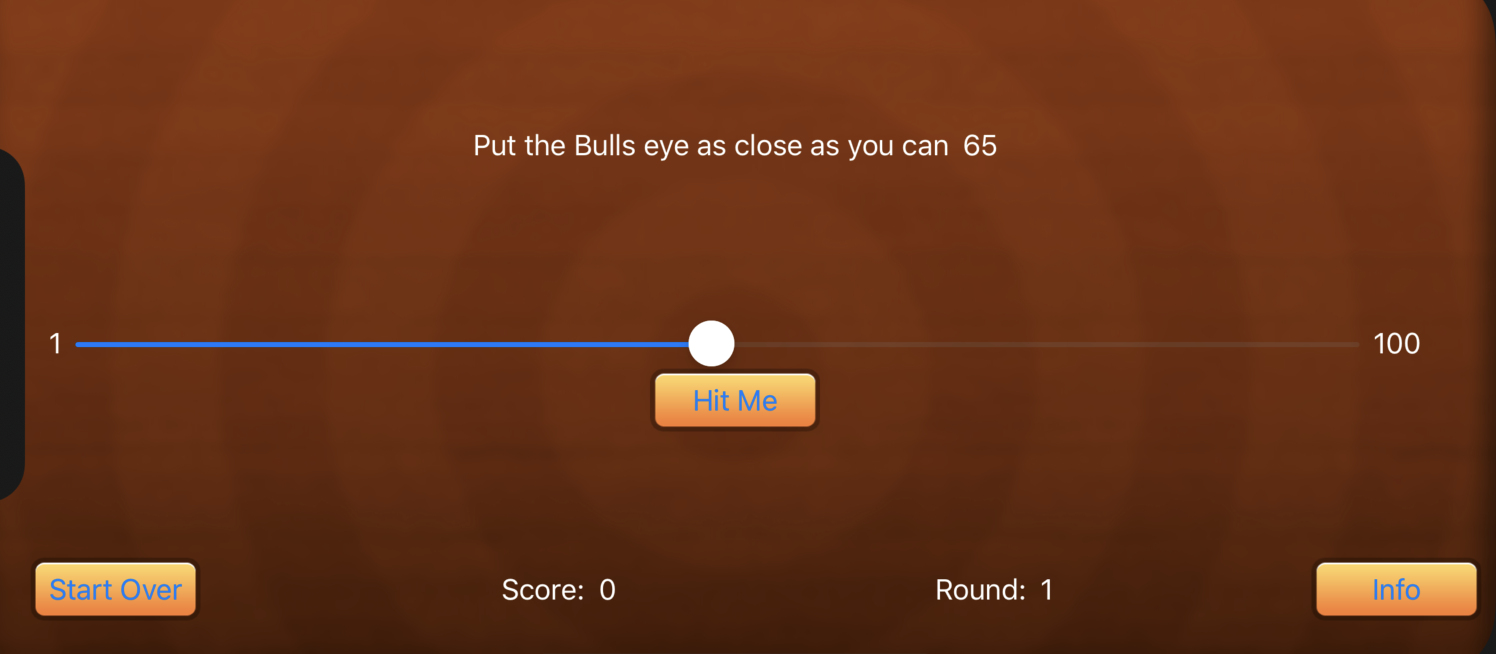 Put the Bulls eye as close as you can 65
1 100
Hit Me
Start Over Score: 0 Round: 1 Info